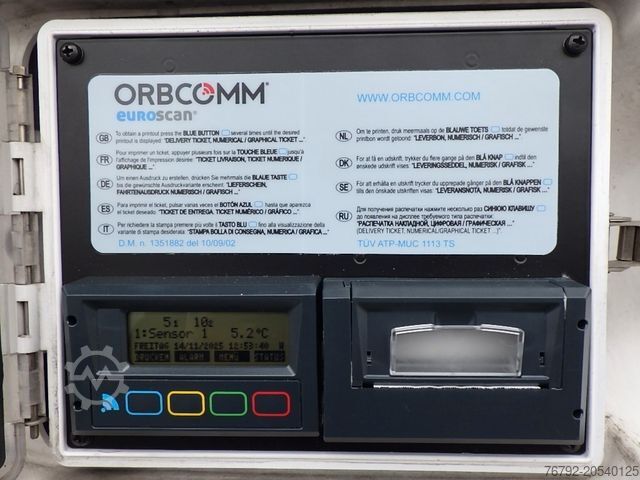 ORBCOMM®
euroscan®
WWW.ORBCOMM.COM
GB
To obtain a printout press the BLUE BUTTON several times until the desired
printout is displayed: "DELIVERY TICKET, NUMERICAL / GRAPHICAL TICKET ..."
FR
Pour imprimer un ticket, appuyer plusieurs fois sur la TOUCHE BLEUE jusqu'à
l'affichage de l'impression désirée: "TICKET LIVRAISON, TICKET NUMERIQUE /
GRAPHIQUE ..."
DE
Um einen Ausdruck zu erstellen, drücken Sie mehrmals die BLAUE TASTE
bis die gewünschte Ausdruckvariante erscheint: "LIEFERSCHEIN,
FAHRTENAUSDRUCK NUMERISCH / GRAFISCH ..."
ES
Para imprimir el ticket, pulsar varias veces er BOTÓN AZUL hasta que aparezca
el ticket deseado: "TICKET DE ENTREGA, TICKET NUMÉRICO / GRÁFICO ..."
IT
Per richiedere la stampa premere più volte il TASTO BLU fino alla visualizzazione della
variante di stampa desiderata: "STAMPA BOLLA DI CONSEGNA, NUMERICA / GRAFICA ..."
D.M. n. 1351882 del 10/09/02
NL
Om te printen, druk meermaals op de BLAUWE TOETS totdat de gewenste
printvorm wordt geleverd: "LEVERBON, NUMERISCH / GRAFISCH ..."
DK
For at få en udskrift, trykker du flere gange på den BLÅ KNAP indtil den
ønskede udskrift vises: "LEVERINGSSEDDEL, NUMERISK / GRAFISK ..."
SE
För att erhålla en utskrift trycker du upprepade gånger på den BLÅ KNAPPEN
tills den önskade utskriften visas: "LEVERANSNOTA, NUMERISK / GRAFISK ..."
RU
Для получения распечатки нажмите несколько раз СИНЮЮ КЛАВИШУ
до появления на дисплее требуемого типа распечатки:
"РАСПЕЧАТКА НАКЛАДНОЙ, ЦИФРОВАЯ / ГРАФИЧЕСКАЯ ..."
(DELIVERY TICKET, NUMERICAL/GRAPHICAL TICKET ..)
TÜV ATP-MUC 1113 TS
1:Sensor 1 5.2°C
FREITAG 14/11/2025 12:53:40
DRUCKEN ALARM MENÜ STATUS
76792-20540125